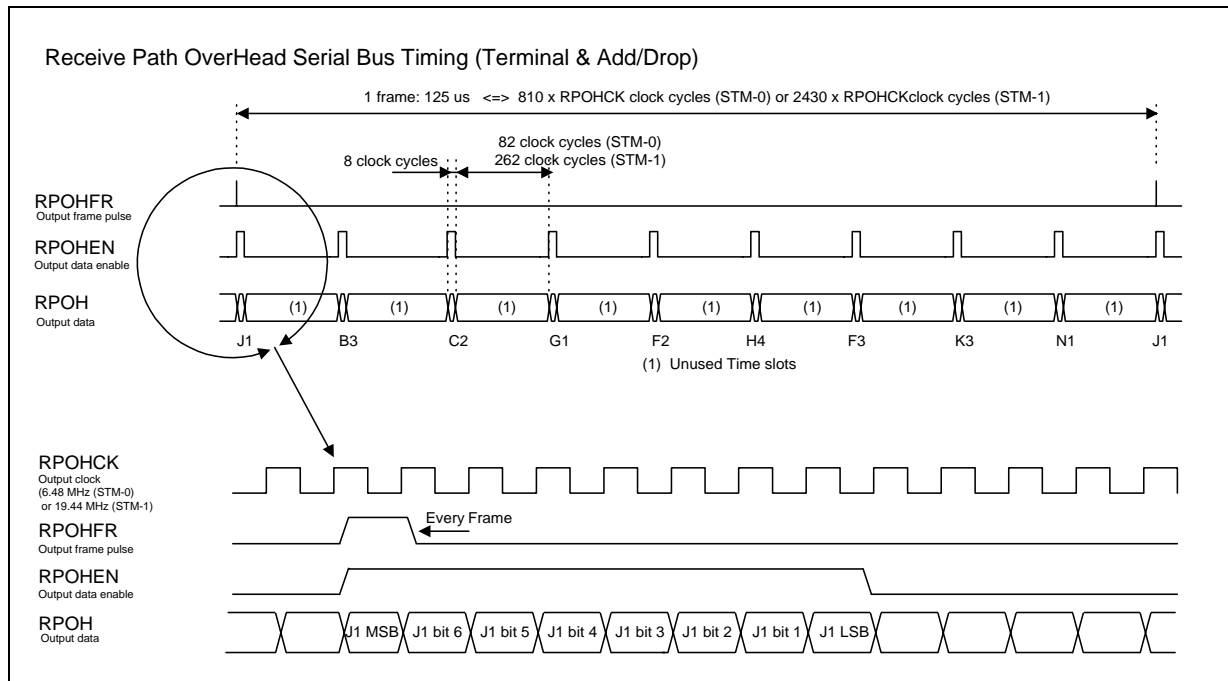 Receive Path OverHead Serial Bus Timing (Terminal & Add/Drop)
1 frame: 125 us <=> 810 x RPOHCK clock cycles (STM-0) or 2430 x RPOHCKclock cycles (STM-1)
82 clock cycles (STM-0)
8 clock cycles 262 clock cycles (STM-1)
RPOHFR
Output frame pulse
RPOHEN
Output data enable
RPOH (1) (1) (1) (1) (1) (1) (1) (1) (1)
Output data
J1 B3 C2 G1 F2 H4 F3 K3 N1 J1
(1) Unused Time slots
RPOHCK
Output clock
(6.48 MHz (STM-0)
or 19.44 MHz (STM-1)
RPOHFR Every Frame
Output frame pulse
RPOHEN
Output data enable
RPOH J1 MSB J1 bit 6 J1 bit 5 J1 bit 4 J1 bit 3 J1 bit 2 J1 bit 1 J1 LSB
Output data